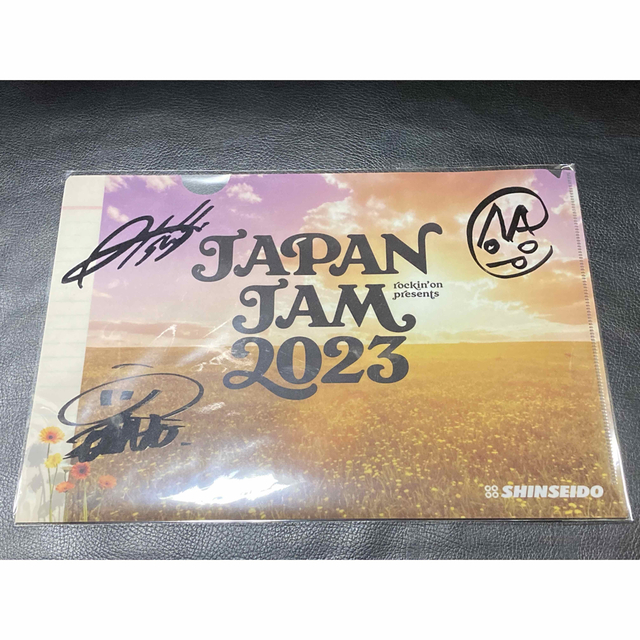 JAPAN
JAM
rockin'on
presents
2023
SHINSEIDO